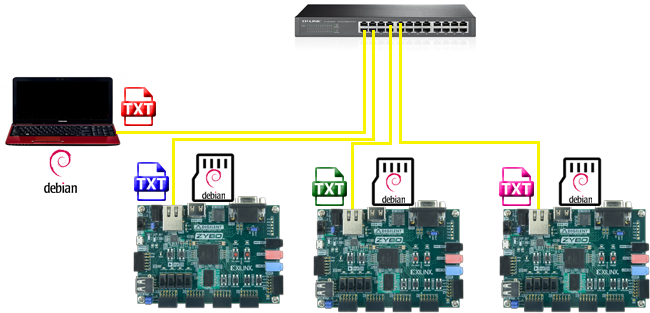 TP-LINK
TXT
debian
TXT
debian
TXT
debian
TXT
debian
ZYBO
XILINX
ZYBO
XILINX
ZYBO
XILINX